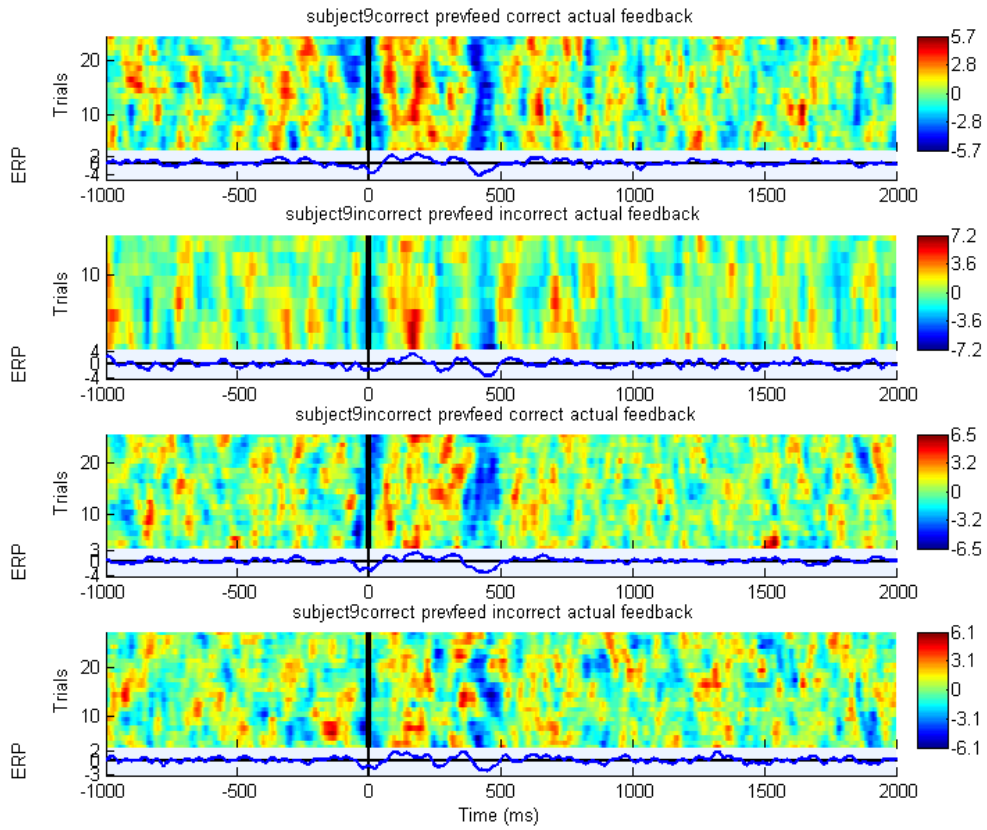 subject9correct prevfeed correct actual feedback
Trials
20
10
5.7
2.8
0
-2.8
-5.7
ERP
2
0
-4
-1000 -500 0 500 1000 1500 2000
subject9incorrect prevfeed incorrect actual feedback
Trials
10
7.2
3.6
0
-3.6
-7.2
ERP
4
0
-4
-1000 -500 0 500 1000 1500 2000
subject9incorrect prevfeed correct actual feedback
Trials
20
10
6.5
3.2
0
-3.2
-6.5
ERP
3
0
-4
-1000 -500 0 500 1000 1500 2000
subject9correct prevfeed incorrect actual feedback
Trials
20
10
6.1
3.1
0
-3.1
-6.1
ERP
2
0
-3
-1000 -500 0 500 1000 1500 2000
Time (ms)